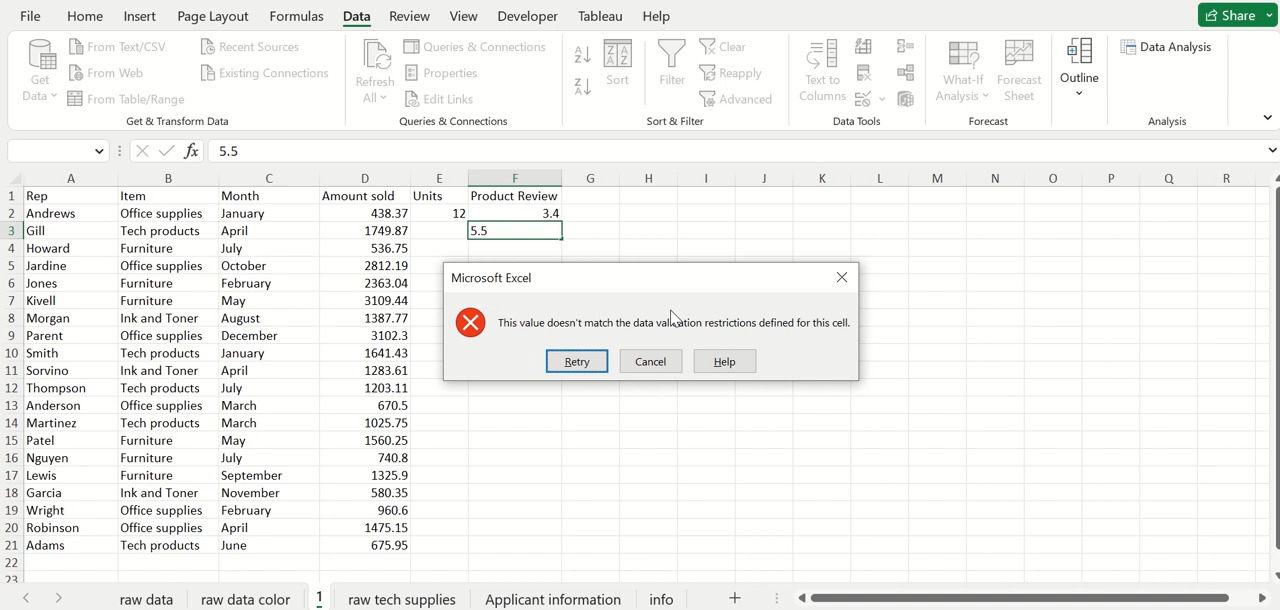 File Home Insert Page Layout Formulas Data Review View Developer Tableau Help Share
From Text/CSV Recent Sources Queries & Connections Clear Data Analysis
From Web Existing Connections Properties Reapply
Get Data Refresh All Sort Filter Text to Columns What-If Analysis Forecast Sheet Outline
From Table/Range Edit Links Advanced
Get & Transform Data Queries & Connections Sort & Filter Data Tools Forecast Analysis
fx 5.5
A B C D E F G H I J K L M N O P Q R
1 Rep Item Month Amount sold Units Product Review
2 Andrews Office supplies January 438.37 12 3.4
3 Gill Tech products April 1749.87 5.5
4 Howard Furniture July 536.75
5 Jardine Office supplies October 2812.19
6 Jones Furniture February 2363.04
7 Kivell Furniture May 3109.44
8 Morgan Ink and Toner August 1387.77
9 Parent Office supplies December 3102.3
10 Smith Tech products January 1641.43
11 Sorvino Ink and Toner April 1283.61
12 Thompson Tech products July 1203.11
13 Anderson Office supplies March 670.5
14 Martinez Tech products March 1025.75
15 Patel Furniture May 1560.25
16 Nguyen Furniture July 740.8
17 Lewis Furniture September 1325.9
18 Garcia Ink and Toner November 580.35
19 Wright Office supplies February 960.6
20 Robinson Office supplies April 1475.15
21 Adams Tech products June 675.95
22
23
Microsoft Excel
This value doesn't match the data validation restrictions defined for this cell.
Retry Cancel Help
raw data raw data color 1 raw tech supplies Applicant information info